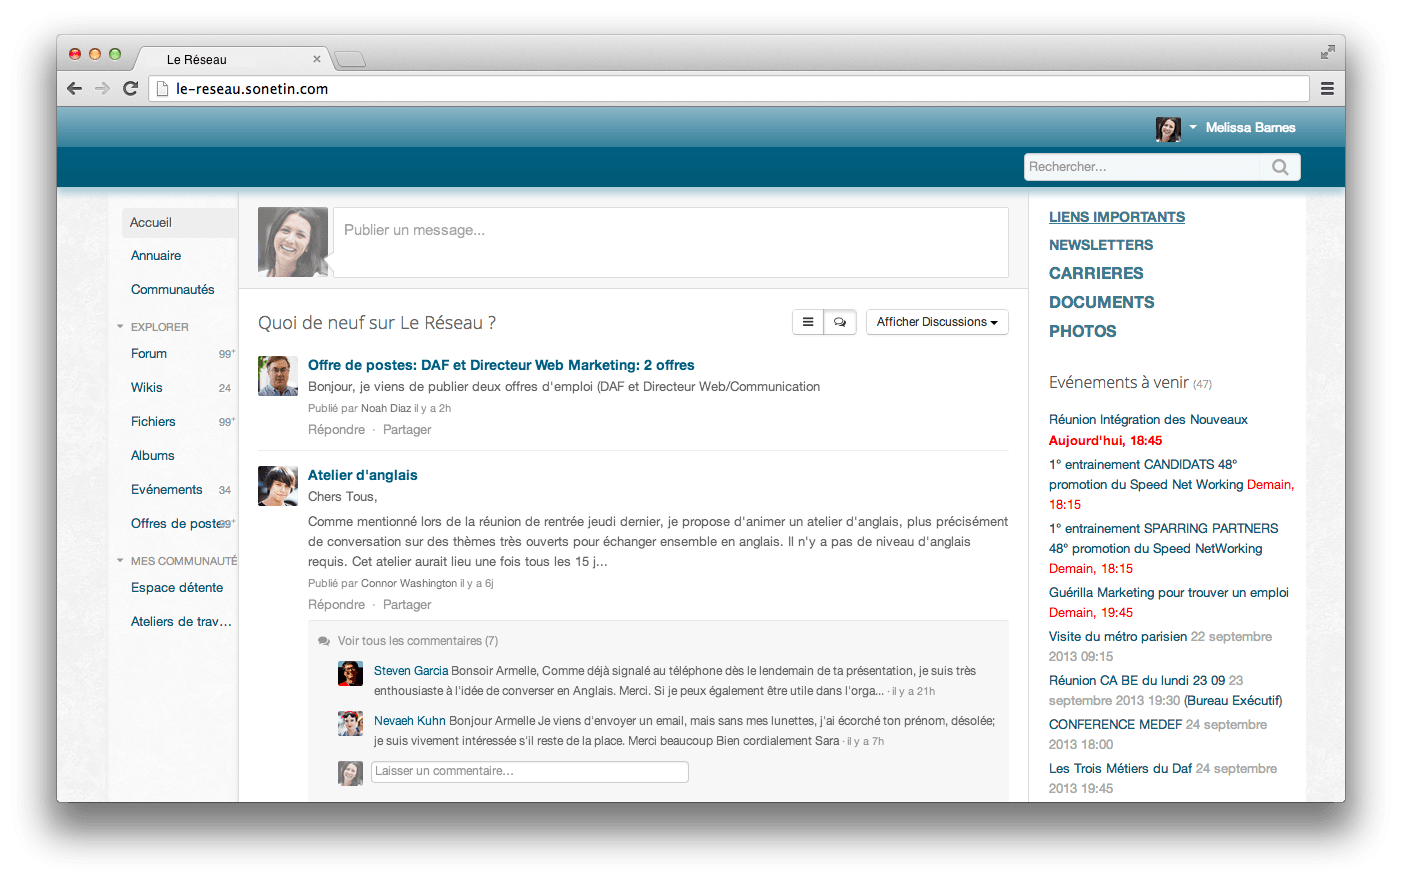 Le Réseau
le-reseau.sonetin.com
Melissa Barnes
Rechercher...
Accueil
Annuaire
Communautés
EXPLORER
Forum 99+
Wikis 24
Fichiers 99+
Albums
Evénements 34
Offres de postes 99+
MES COMMUNAUTÉ
Espace détente
Ateliers de trav...
Publier un message...
Quoi de neuf sur Le Réseau ?
Afficher Discussions
Offre de postes: DAF et Directeur Web Marketing: 2 offres
Bonjour, je viens de publier deux offres d'emploi (DAF et Directeur Web/Communication
Publié par Noah Diaz il y a 2h
Répondre · Partager
Atelier d'anglais
Chers Tous,
Comme mentionné lors de la réunion de rentrée jeudi dernier, je propose d'animer un atelier d'anglais, plus précisément
de conversation sur des thèmes très ouverts pour échanger ensemble en anglais. Il n'y a pas de niveau d'anglais
requis. Cet atelier aurait lieu une fois tous les 15 j...
Publié par Connor Washington il y a 6j
Répondre · Partager
Voir tous les commentaires (7)
Steven Garcia Bonsoir Armelle, Comme déjà signalé au téléphone dès le lendemain de ta présentation, je suis très
enthousiaste à l'idée de converser en Anglais. Merci. Si je peux également être utile dans l'orga... · il y a 21h
Nevaeh Kuhn Bonjour Armelle Je viens d'envoyer un email, mais sans mes lunettes, j'ai écorché ton prénom, désolée;
je suis vivement intéressée s'il reste de la place. Merci beaucoup Bien cordialement Sara · il y a 7h
Laisser un commentaire...
LIENS IMPORTANTS
NEWSLETTERS
CARRIERES
DOCUMENTS
PHOTOS
Evénements à venir (47)
Réunion Intégration des Nouveaux
Aujourd'hui, 18:45
1° entrainement CANDIDATS 48°
promotion du Speed Net Working Demain,
18:15
1° entrainement SPARRING PARTNERS
48° promotion du Speed NetWorking
Demain, 18:15
Guérilla Marketing pour trouver un emploi
Demain, 19:45
Visite du métro parisien 22 septembre
2013 09:15
Réunion CA BE du lundi 23 09 23
septembre 2013 19:30 (Bureau Exécutif)
CONFERENCE MEDEF 24 septembre
2013 18:00
Les Trois Métiers du Daf 24 septembre
2013 19:45